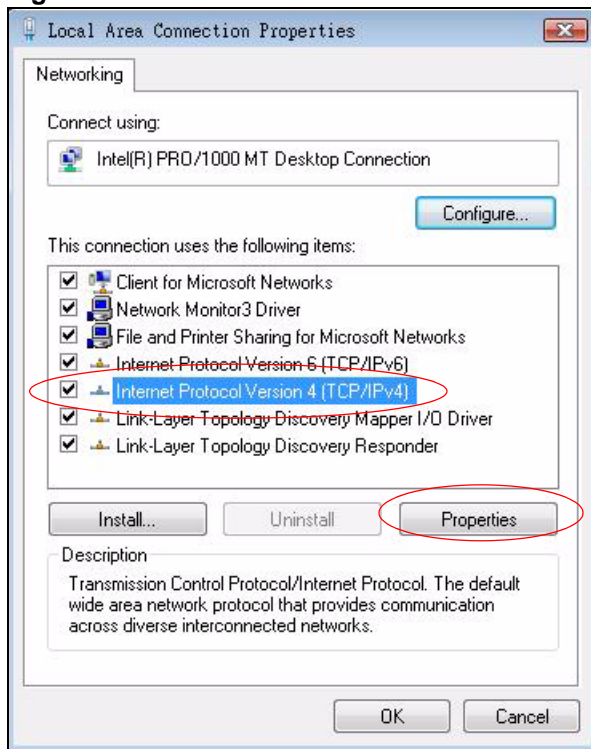 Local Area Connection Properties
Networking
Connect using:
Intel(R) PRO/1000 MT Desktop Connection
Configure...
This connection uses the following items:
Client for Microsoft Networks
Network Monitor3 Driver
File and Printer Sharing for Microsoft Networks
Internet Protocol Version 6 (TCP/IPv6)
Internet Protocol Version 4 (TCP/IPv4)
Link-Layer Topology Discovery Mapper I/O Driver
Link-Layer Topology Discovery Responder
Install...
Uninstall
Properties
Description
Transmission Control Protocol/Internet Protocol. The default
wide area network protocol that provides communication
across diverse interconnected networks.
OK
Cancel